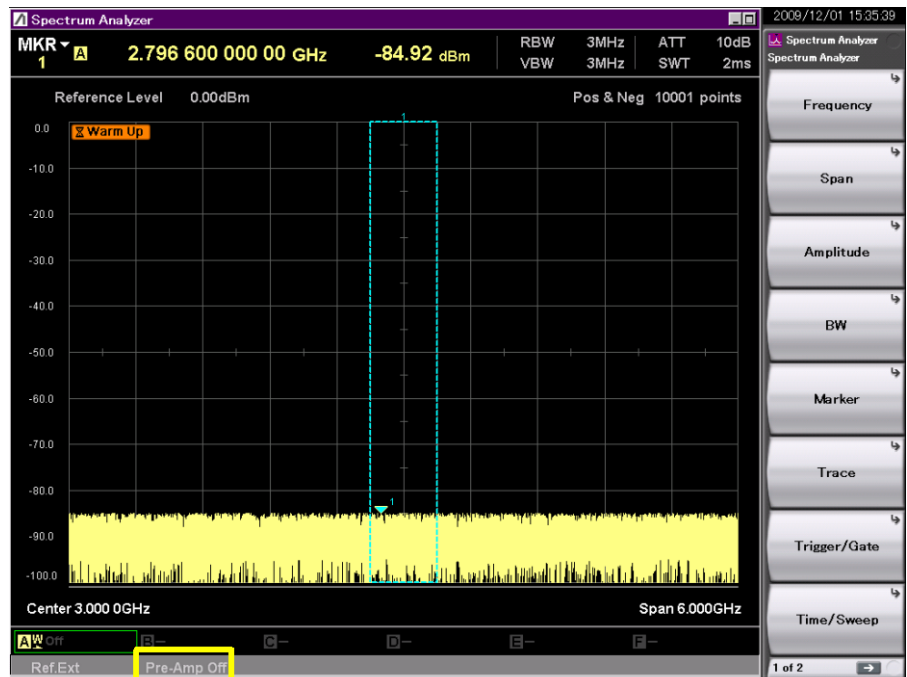 Spectrum Analyzer
2009/12/01 15:35:39
MKR A 2.796 600 000 00 GHz -84.92 dBm RBW 3MHz ATT 10dB
1 VBW 3MHz SWT 2ms
Reference Level 0.00dBm Pos & Neg 10001 points
1
0.0 Warm Up
-10.0
-20.0
-30.0
-40.0
-50.0
-60.0
-70.0
-80.0
1
-90.0
-100.0
Center 3.000 0GHz Span 6.000GHz
A W Off B- C- D- E- F-
Ref.Ext Pre-Amp Off
Spectrum Analyzer
Spectrum Analyzer
Frequency
Span
Amplitude
BW
Marker
Trace
Trigger/Gate
Time/Sweep
1 of 2